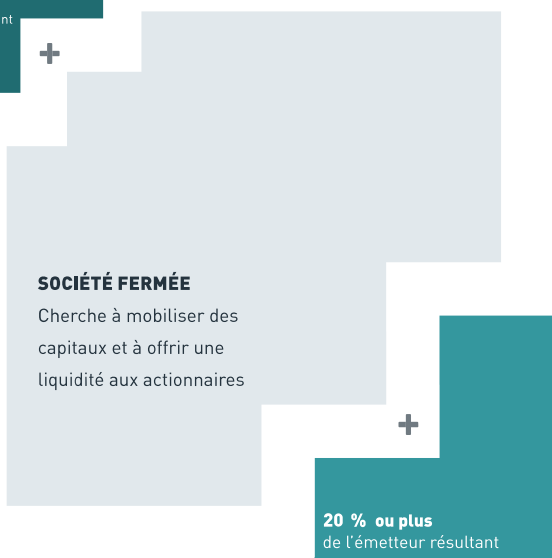 +
SOCIÉTÉ FERMÉE
Cherche à mobiliser des
capitaux et à offrir une
liquidité aux actionnaires
+
20 % ou plus
de l'émetteur résultant